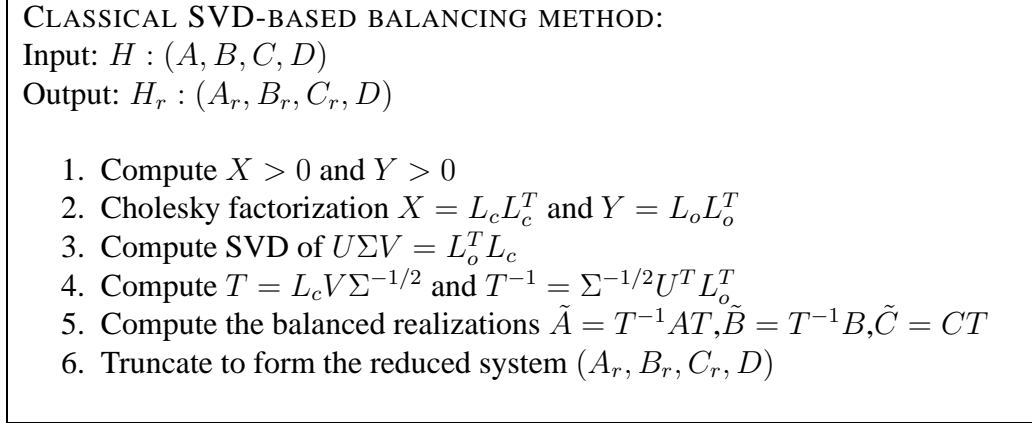 CLASSICAL SVD-BASED BALANCING METHOD:
Input: H : (A, B, C, D)
Output: H_r : (A_r, B_r, C_r, D)
1. Compute X > 0 and Y > 0
2. Cholesky factorization X = L_c L_c^T and Y = L_o L_o^T
3. Compute SVD of UΣV = L_o^T L_c
4. Compute T = L_c V Σ^{-1/2} and T^{-1} = Σ^{-1/2} U^T L_o^T
5. Compute the balanced realizations Ã = T^{-1}AT, B̃ = T^{-1}B, C̃ = CT
6. Truncate to form the reduced system (A_r, B_r, C_r, D)